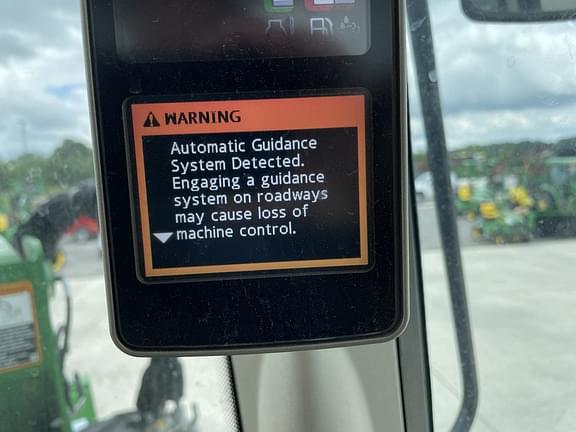 WARNING
Automatic Guidance
System Detected.
Engaging a guidance
system on roadways
may cause loss of
machine control.